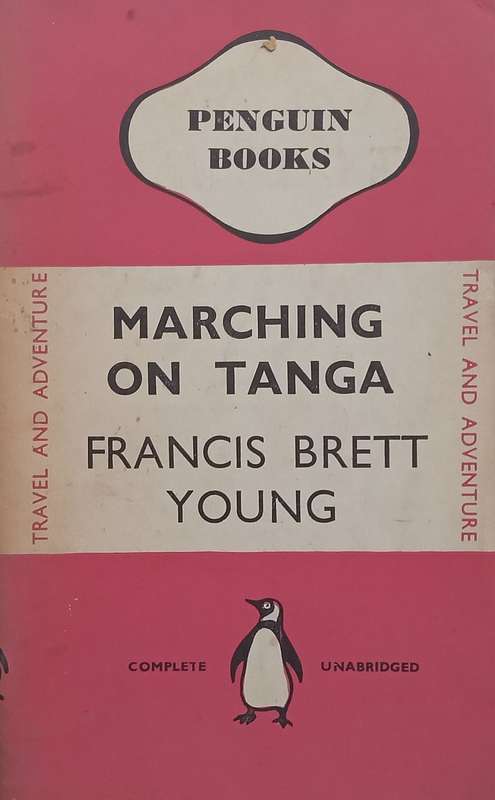 PENGUIN
BOOKS
TRAVEL AND ADVENTURE
MARCHING
ON TANGA
FRANCIS BRETT
YOUNG
TRAVEL AND ADVENTURE
COMPLETE UNABRIDGED